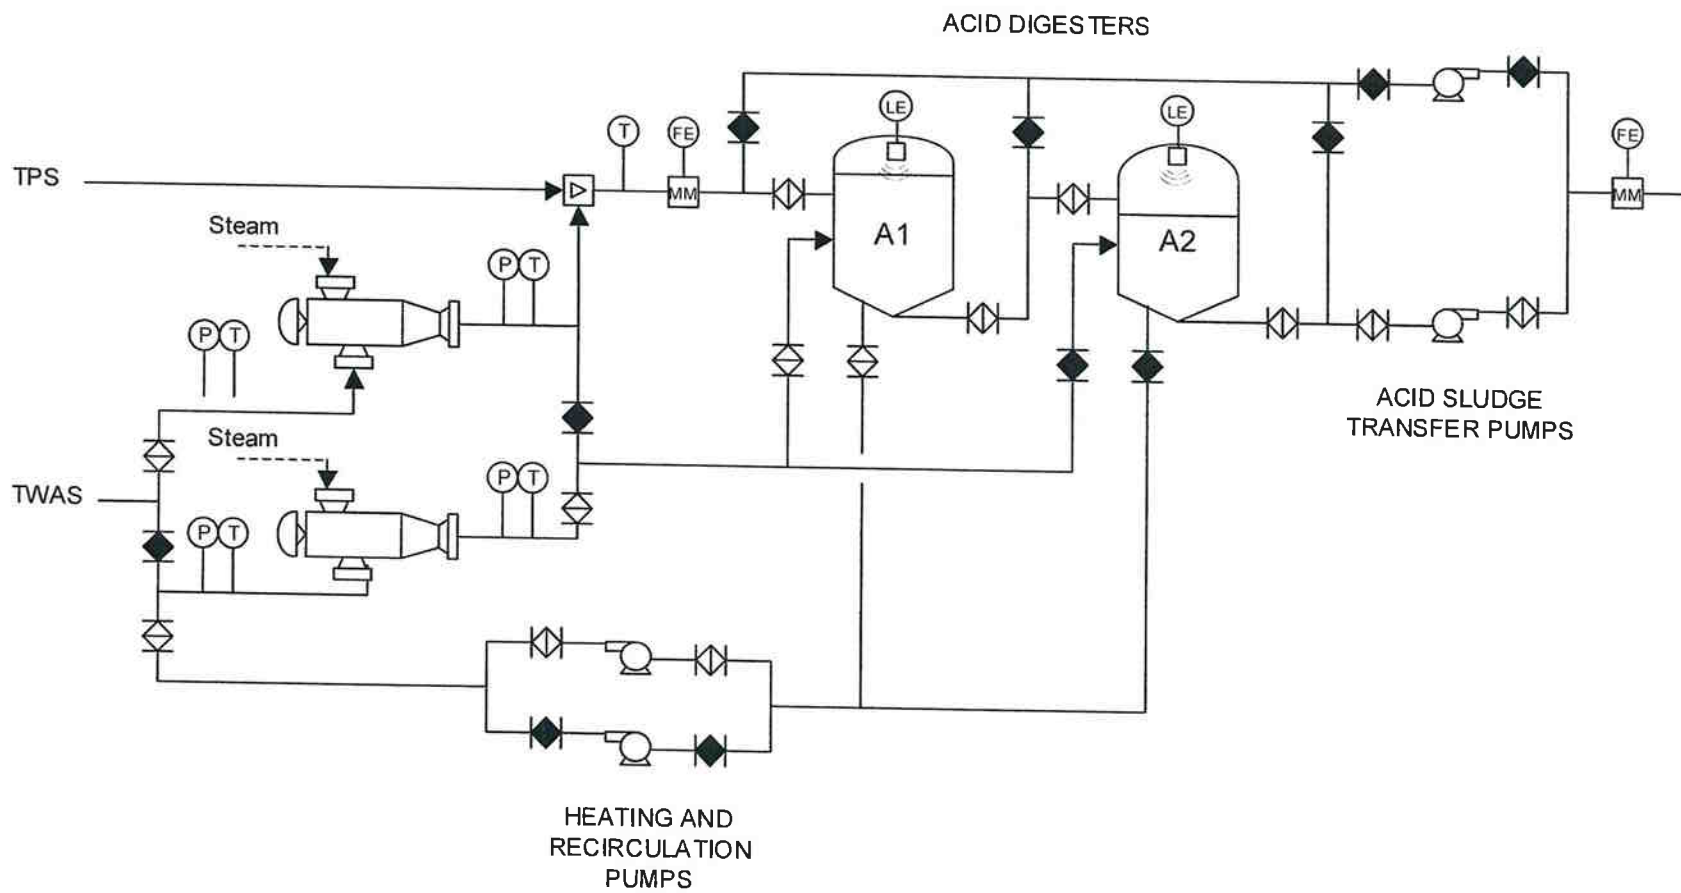 ACID DIGESTERS
LE
LE
T
FE
FE
TPS
MM
MM
Steam
A1
A2
P T
P T
ACID SLUDGE
TRANSFER PUMPS
Steam
P T
TWAS
P T
HEATING AND
RECIRCULATION
PUMPS